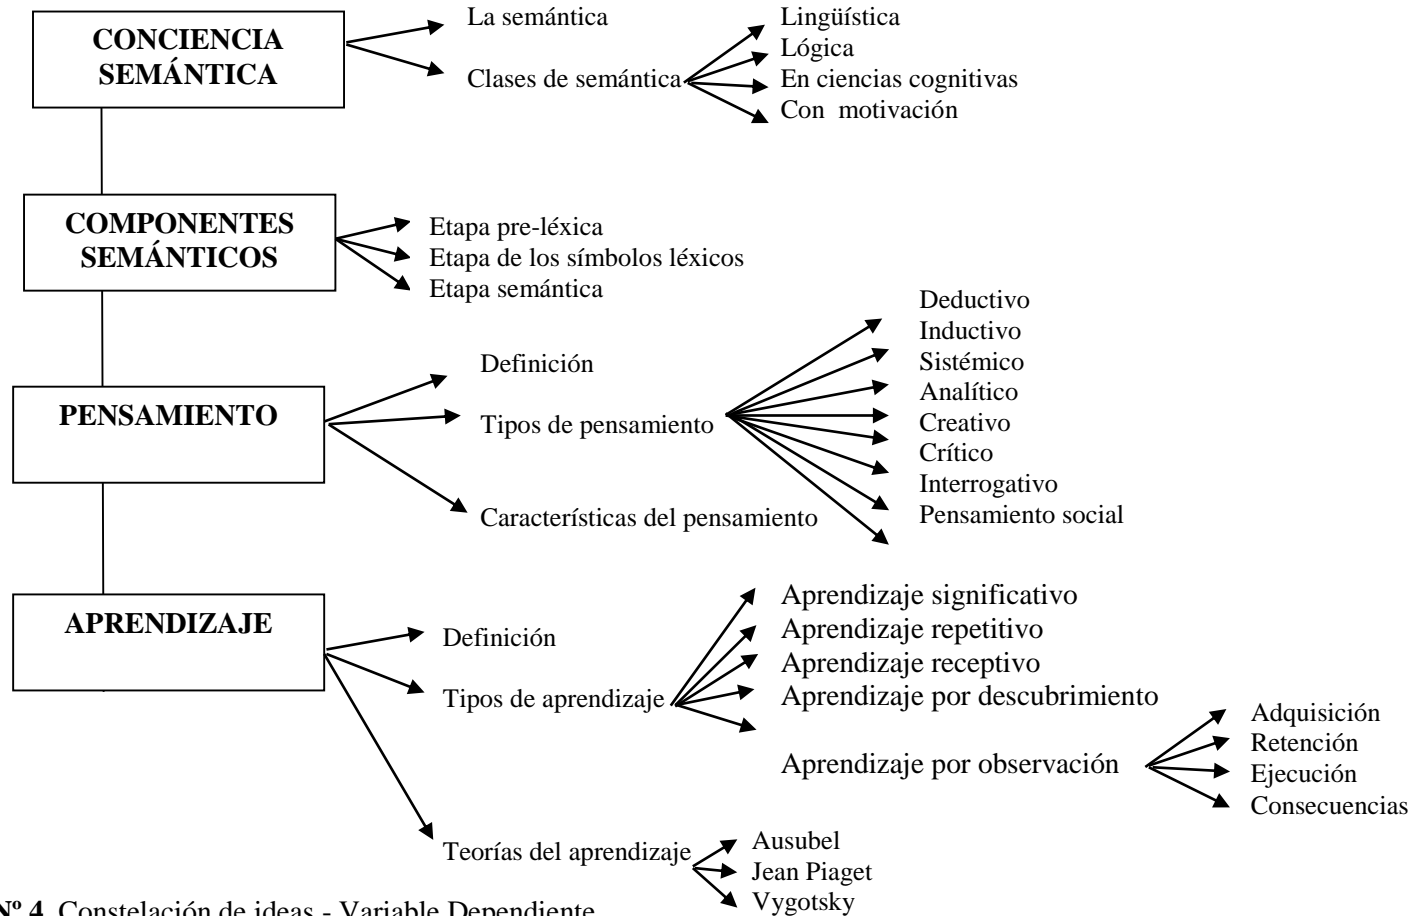 CONCIENCIA
SEMÁNTICA
La semántica
Clases de semántica
Lingüística
Lógica
En ciencias cognitivas
Con motivación
COMPONENTES
SEMÁNTICOS
Etapa pre-léxica
Etapa de los símbolos léxicos
Etapa semántica
PENSAMIENTO
Definición
Tipos de pensamiento
Características del pensamiento
Deductivo
Inductivo
Sistémico
Analítico
Creativo
Crítico
Interrogativo
Pensamiento social
APRENDIZAJE
Definición
Tipos de aprendizaje
Aprendizaje significativo
Aprendizaje repetitivo
Aprendizaje receptivo
Aprendizaje por descubrimiento
Aprendizaje por observación
Adquisición
Retención
Ejecución
Consecuencias
Teorías del aprendizaje
Ausubel
Jean Piaget
Vygotsky
Nº 4 Constelación de ideas - Variable Dependiente